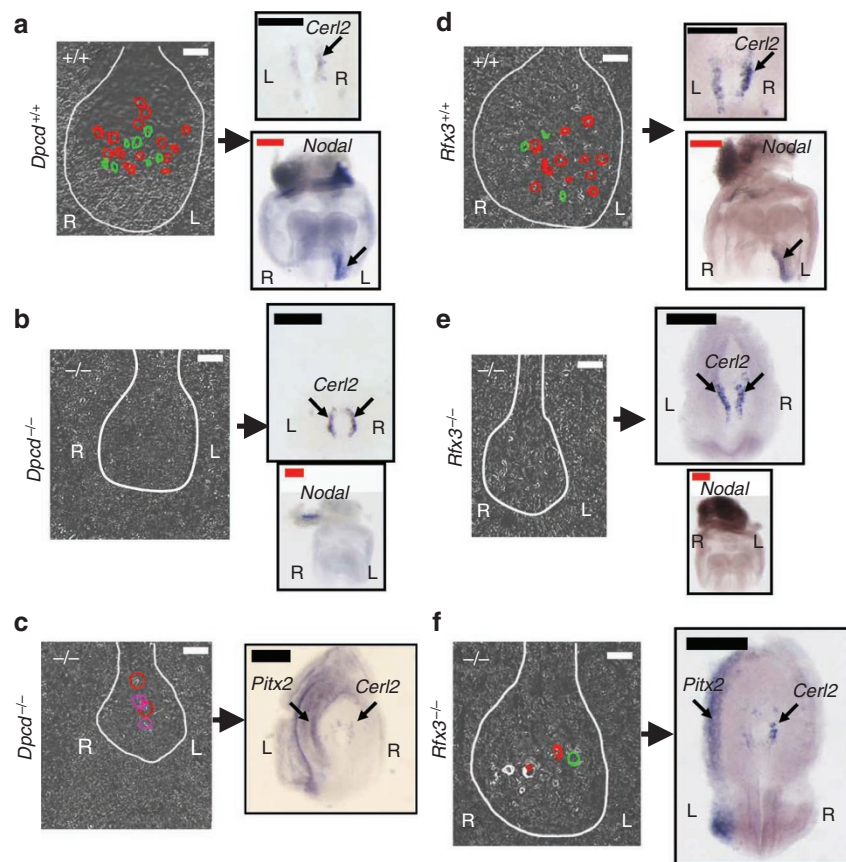 a
Dpcd+/+
+/+
R
L
Cerl2
L
R
Nodal
R
L
b
Dpcd−/−
−/−
R
L
Cerl2
L
R
Nodal
R
L
c
Dpcd−/−
−/−
R
L
Pitx2
Cerl2
L
R
d
Rfx3+/+
+/+
R
L
Cerl2
L
R
Nodal
R
L
e
Rfx3−/−
−/−
R
L
Cerl2
L
R
Nodal
R
L
f
Rfx3−/−
−/−
R
L
Pitx2
Cerl2
L
R